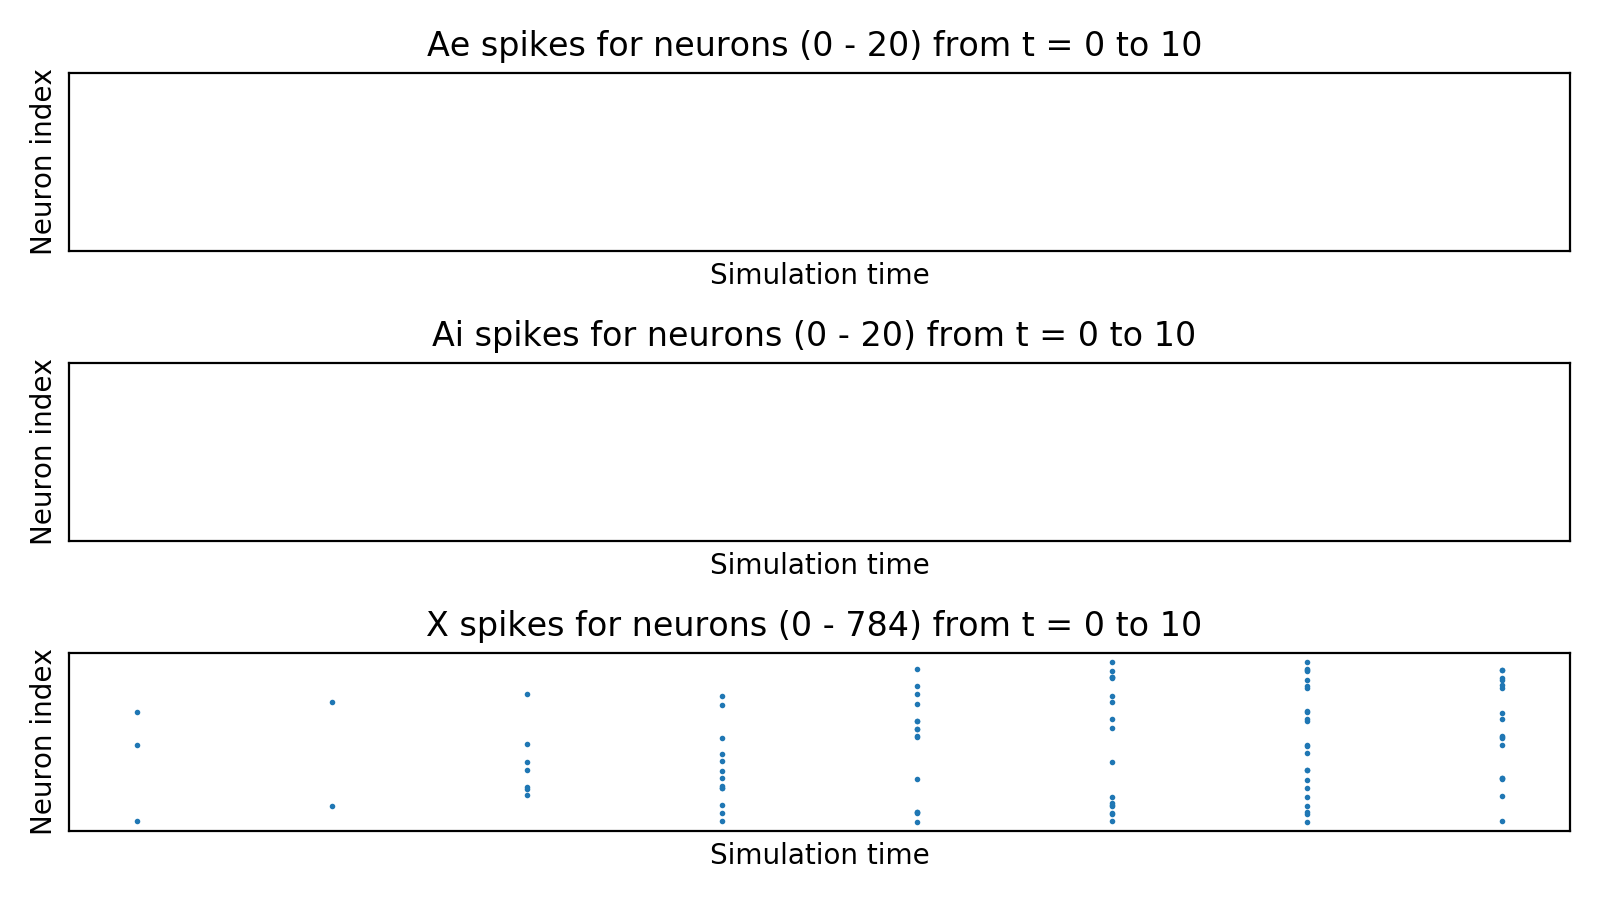 Ae spikes for neurons (0 - 20) from t = 0 to 10
Neuron index
Simulation time
Ai spikes for neurons (0 - 20) from t = 0 to 10
Neuron index
Simulation time
X spikes for neurons (0 - 784) from t = 0 to 10
Neuron index
Simulation time